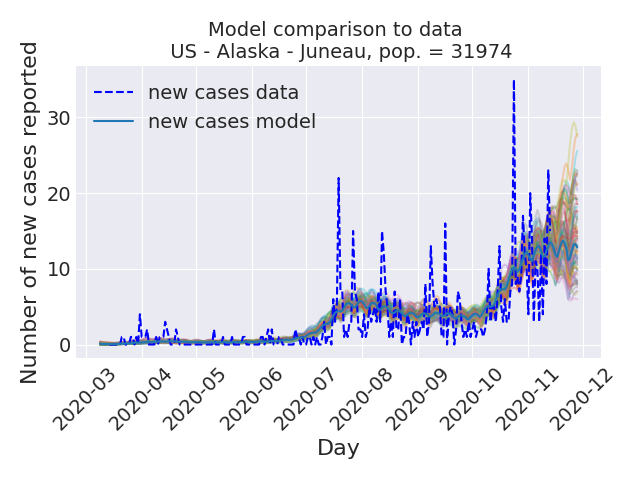 Model comparison to data
US - Alaska - Juneau, pop. = 31974
Number of new cases reported
30
20
10
0
new cases data
new cases model
2020-03
2020-04
2020-05
2020-06
2020-07
2020-08
2020-09
2020-10
2020-11
2020-12
Day